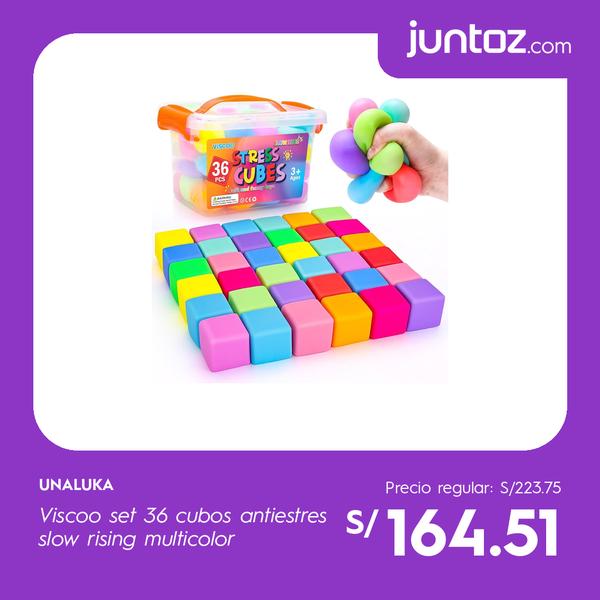 juntoz.com
VISCOO
STRESS
CUBES
36
PCS
3+
Ages
UNALUKA
Viscoo set 36 cubos antiestres
slow rising multicolor
Precio regular: S/223.75
S/164.51